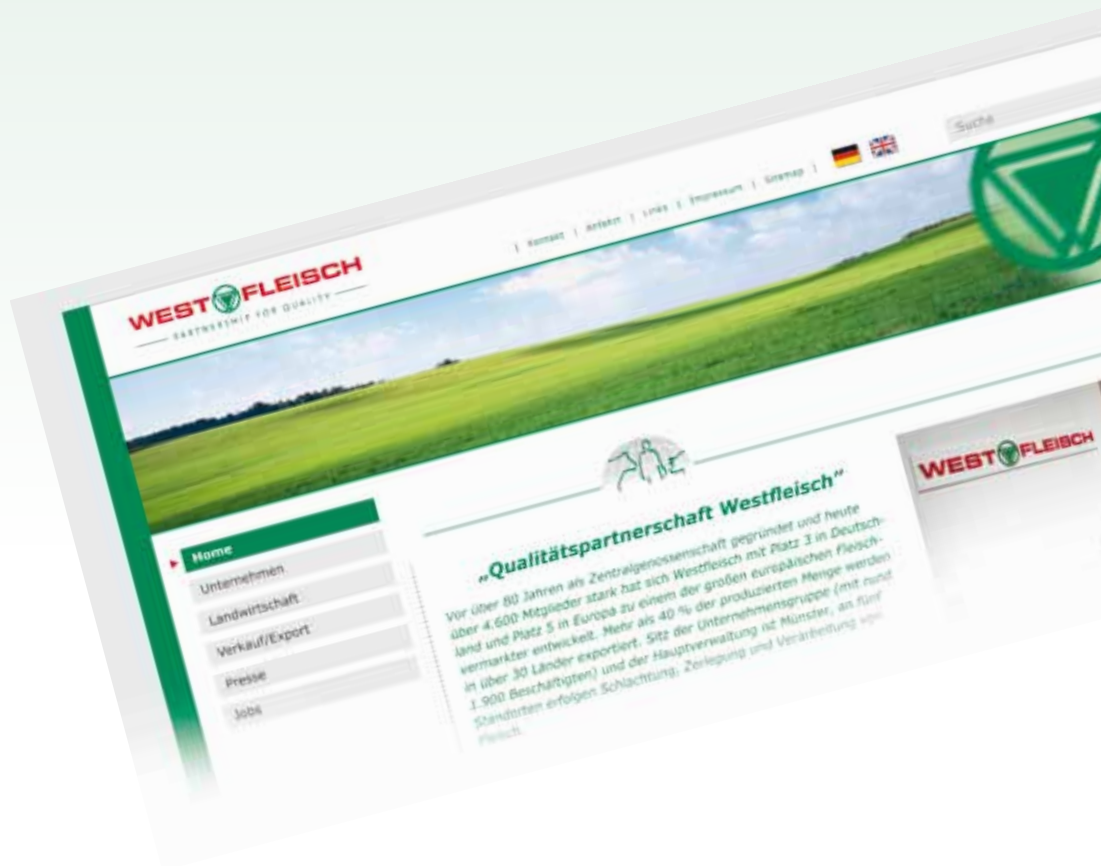 Suche
| Kontakt | Anfahrt | Links | Impressum | Sitemap |
WESTFLEISCH
PARTNERSHIP FOR QUALITY
WESTFLEISCH
Home
Unternehmen
Landwirtschaft
Verkauf/Export
Presse
Jobs
„Qualitätspartnerschaft Westfleisch“
Vor über 80 Jahren als Zentralgenossenschaft gegründet und heute
über 4.600 Mitglieder stark hat sich Westfleisch mit Platz 3 in Deutsch-
land und Platz 5 in Europa zu einem der großen europäischen Fleisch-
vermarkter entwickelt. Mehr als 40 % der produzierten Menge werden
in über 30 Länder exportiert. Sitz der Unternehmensgruppe (mit rund
1.900 Beschäftigten) und der Hauptverwaltung ist Münster, an fünf
Standorten erfolgen Schlachtung, Zerlegung und Verarbeitung von
Fleisch.